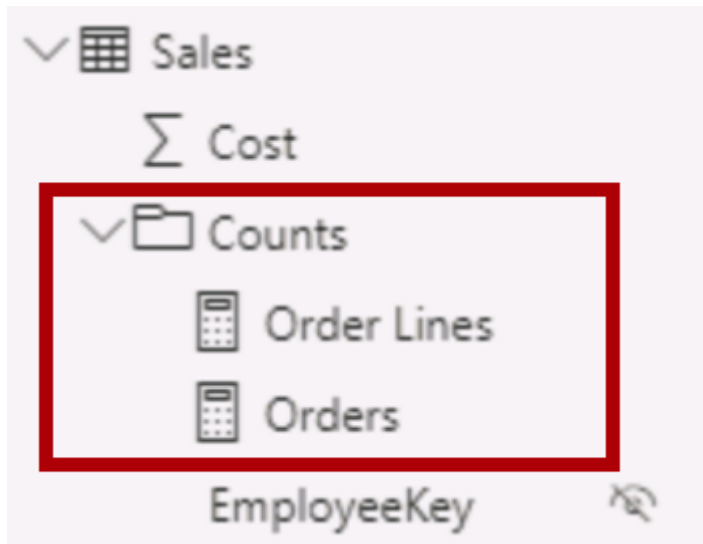 Sales
Cost
Counts
Order Lines
Orders
EmployeeKey